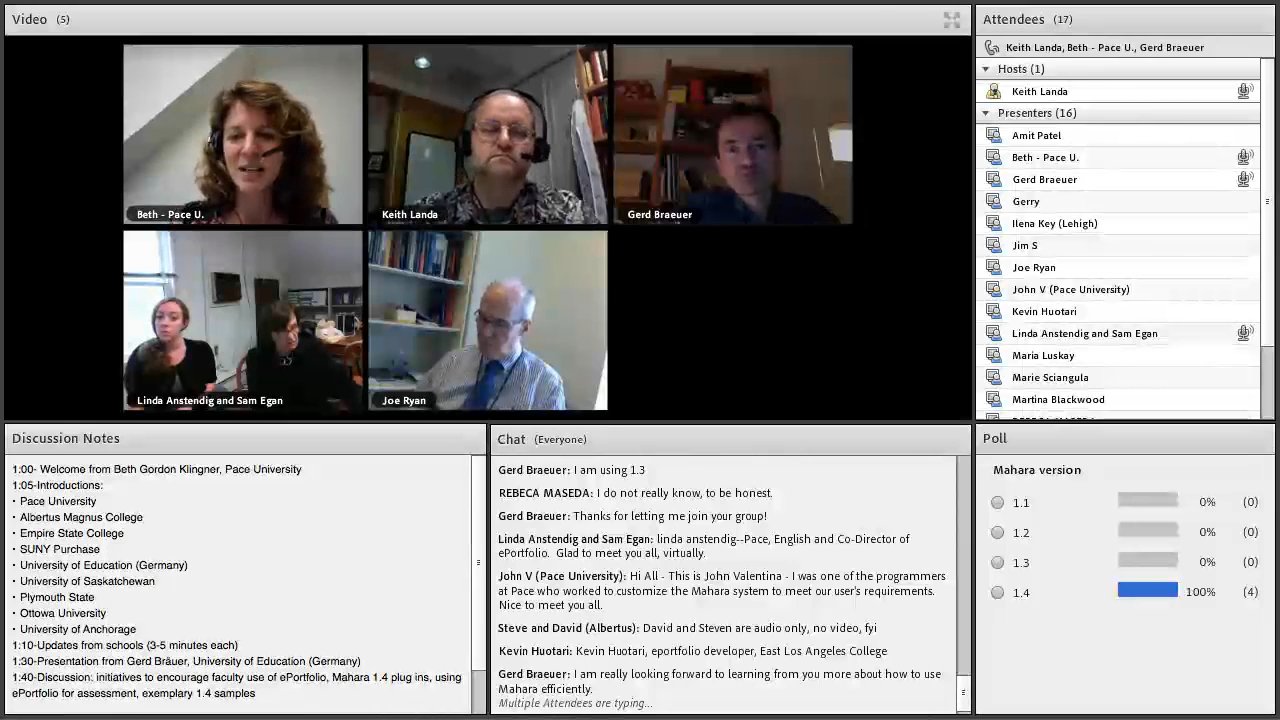 Video (5)
Beth - Pace U.
Keith Landa
Gerd Braeuer
Linda Anstendig and Sam Egan
Joe Ryan
Attendees (17)
Keith Landa, Beth - Pace U., Gerd Braeuer
Hosts (1)
Keith Landa
Presenters (16)
Amit Patel
Beth - Pace U.
Gerd Braeuer
Gerry
Ilena Key (Lehigh)
Jim S
Joe Ryan
John V (Pace University)
Kevin Huotari
Linda Anstendig and Sam Egan
Maria Luskay
Marie Sciangula
Martina Blackwood
Discussion Notes
1:00- Welcome from Beth Gordon Klingner, Pace University
1:05-Introductions:
• Pace University
• Albertus Magnus College
• Empire State College
• SUNY Purchase
• University of Education (Germany)
• University of Saskatchewan
• Plymouth State
• Ottowa University
• University of Anchorage
1:10-Updates from schools (3-5 minutes each)
1:30-Presentation from Gerd Bräuer, University of Education (Germany)
1:40-Discussion: initiatives to encourage faculty use of ePortfolio, Mahara 1.4 plug ins, using
ePortfolio for assessment, exemplary 1.4 samples
Chat (Everyone)
Gerd Braeuer: I am using 1.3
REBECA MASEDA: I do not really know, to be honest.
Gerd Braeuer: Thanks for letting me join your group!
Linda Anstendig and Sam Egan: linda anstendig--Pace, English and Co-Director of
ePortfolio. Glad to meet you all, virtually.
John V (Pace University): Hi All - This is John Valentina - I was one of the programmers
at Pace who worked to customize the Mahara system to meet our user's requirements.
Nice to meet you all.
Steve and David (Albertus): David and Steven are audio only, no video, fyi
Kevin Huotari: Kevin Huotari, eportfolio developer, East Los Angeles College
Gerd Braeuer: I am really looking forward to learning from you more about how to use
Mahara efficiently.
Multiple Attendees are typing...
Poll
Mahara version
1.1 0% (0)
1.2 0% (0)
1.3 0% (0)
1.4 100% (4)